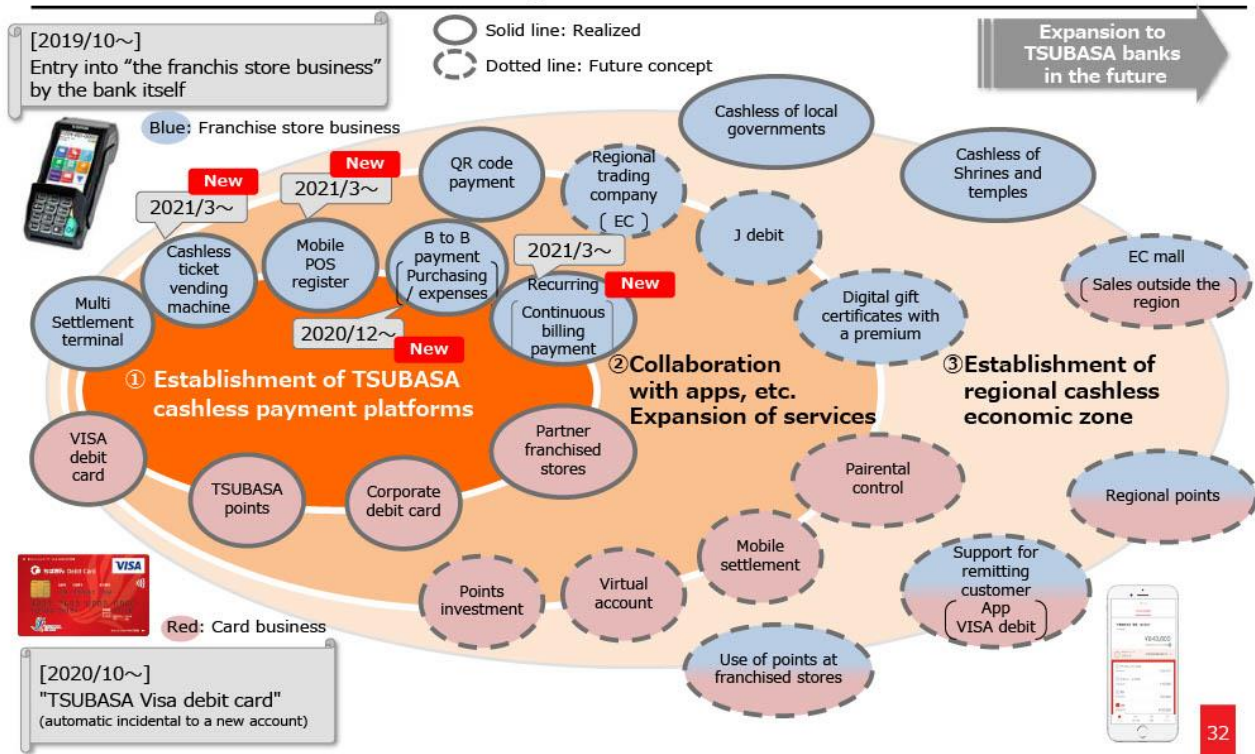 [2019/10～]
Entry into “the franchis store business”
by the bank itself
Solid line: Realized
Dotted line: Future concept
Expansion to
TSUBASA banks
in the future
Blue: Franchise store business
New
2021/3～
New
2021/3～
QR code
payment
Regional
trading
company
( EC )
Cashless of local
governments
Cashless of
Shrines and
temples
Multi
Settlement
terminal
Cashless
ticket
vending
machine
Mobile
POS
register
B to B
payment
Purchasing
/ expenses
2020/12～
New
2021/3～
Recurring
New
Continuous
billing
payment
J debit
Digital gift
certificates with
a premium
EC mall
Sales outside the
region
① Establishment of TSUBASA
cashless payment platforms
②Collaboration
with apps, etc.
Expansion of services
③Establishment of
regional cashless
economic zone
VISA
debit
card
TSUBASA
points
Corporate
debit card
Partner
franchised
stores
Pairental
control
Regional points
Points
investment
Virtual
account
Mobile
settlement
Support for
remitting
customer
App
VISA debit
Use of points at
franchised stores
Debit Card
VISA
Red: Card business
[2020/10～]
"TSUBASA Visa debit card"
(automatic incidental to a new account)
32